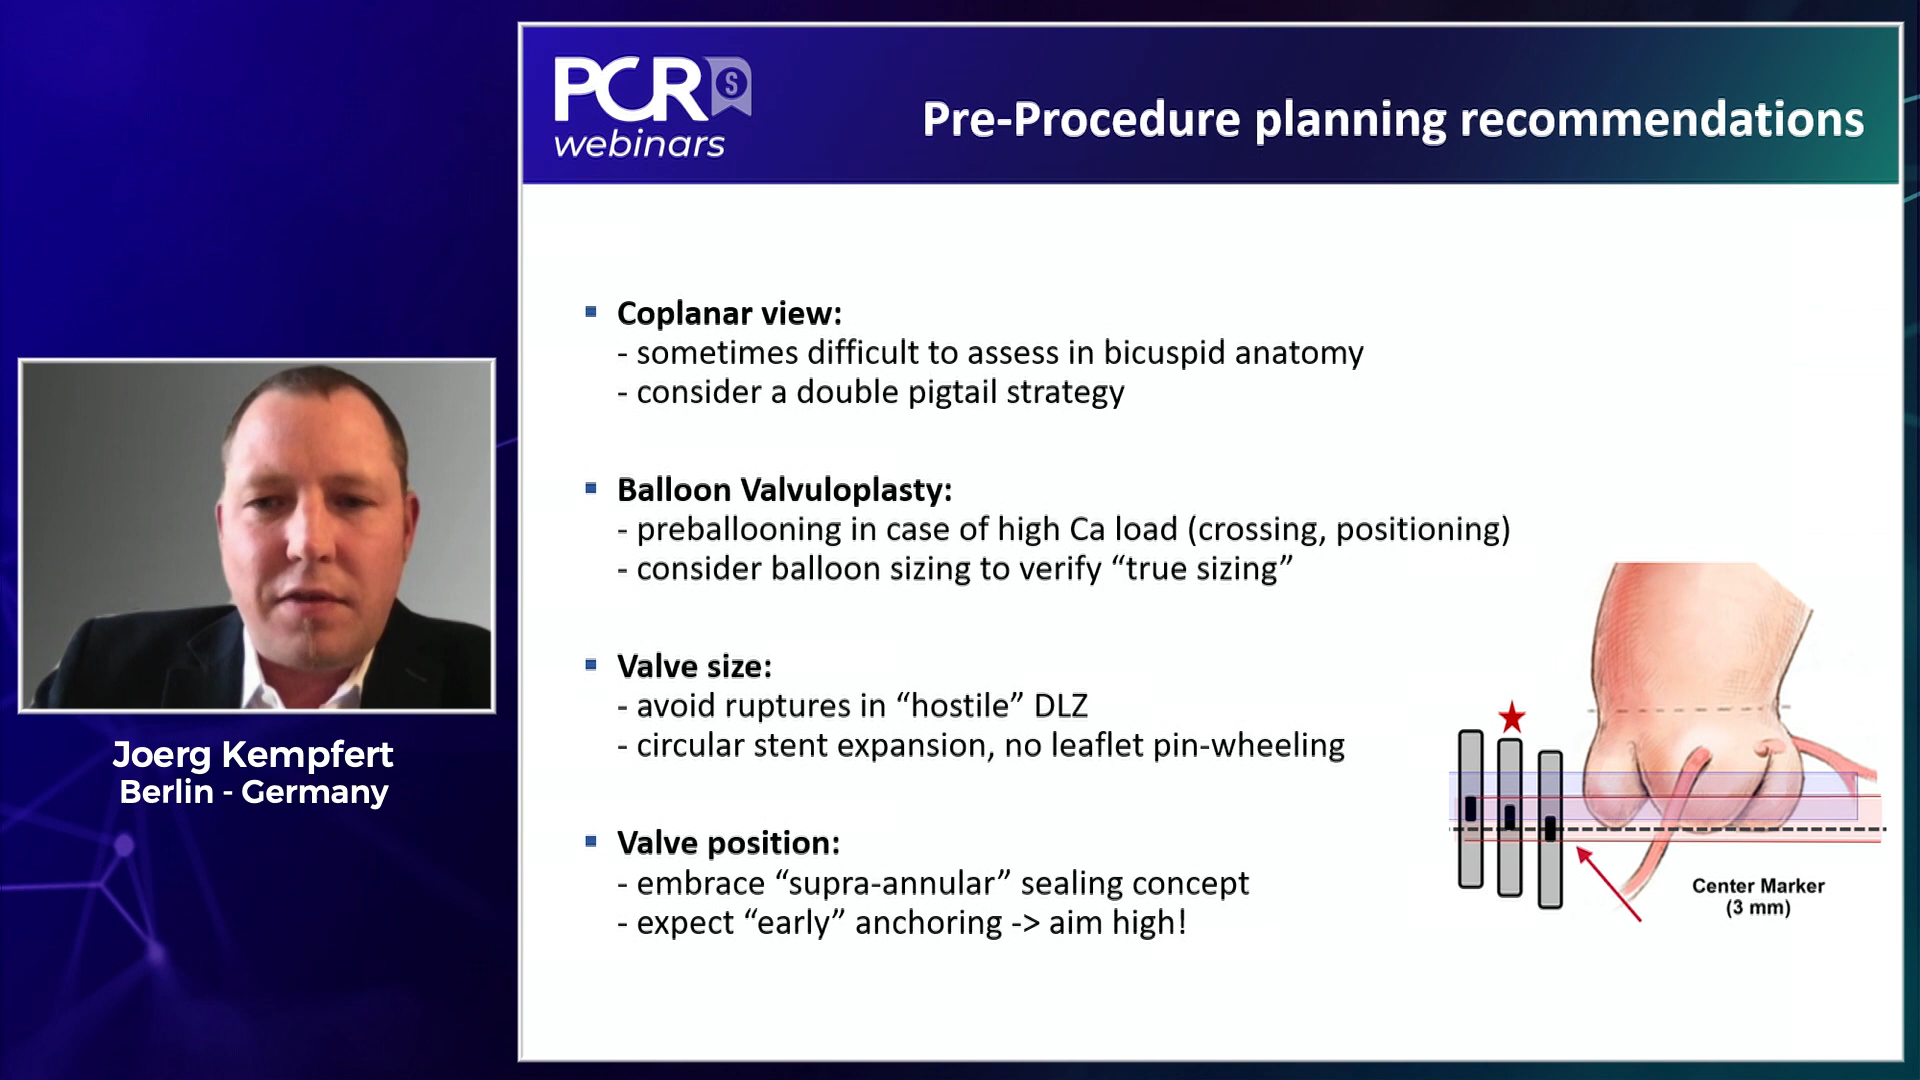 PCR S
webinars
Pre-Procedure planning recommendations
Coplanar view:
- sometimes difficult to assess in bicuspid anatomy
- consider a double pigtail strategy
Balloon Valvuloplasty:
- preballooning in case of high Ca load (crossing, positioning)
- consider balloon sizing to verify “true sizing”
Valve size:
- avoid ruptures in “hostile” DLZ
- circular stent expansion, no leaflet pin-wheeling
Valve position:
- embrace “supra-annular” sealing concept
- expect “early” anchoring -> aim high!
Center Marker
(3 mm)
Joerg Kempfert
Berlin - Germany